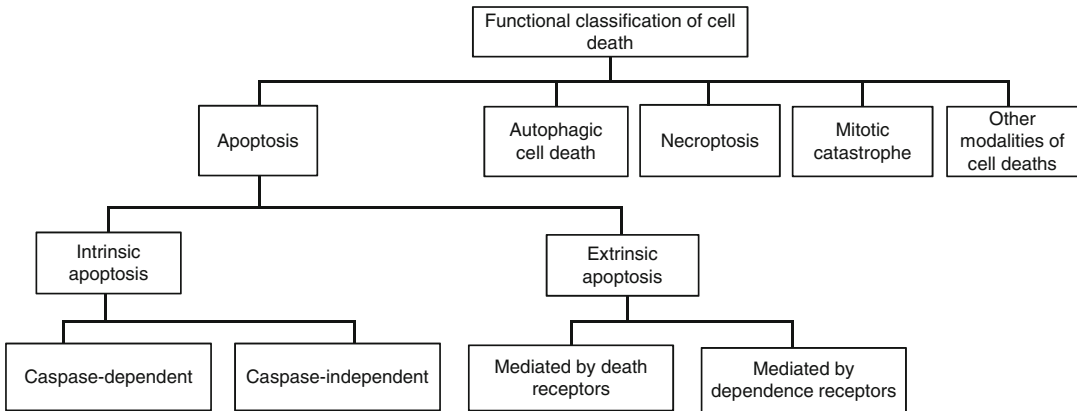 Functional classification of cell
death
Apoptosis
Autophagic
cell death
Necroptosis
Mitotic
catastrophe
Other
modalities of
cell deaths
Intrinsic
apoptosis
Extrinsic
apoptosis
Caspase-dependent
Caspase-independent
Mediated by death
receptors
Mediated by
dependence receptors